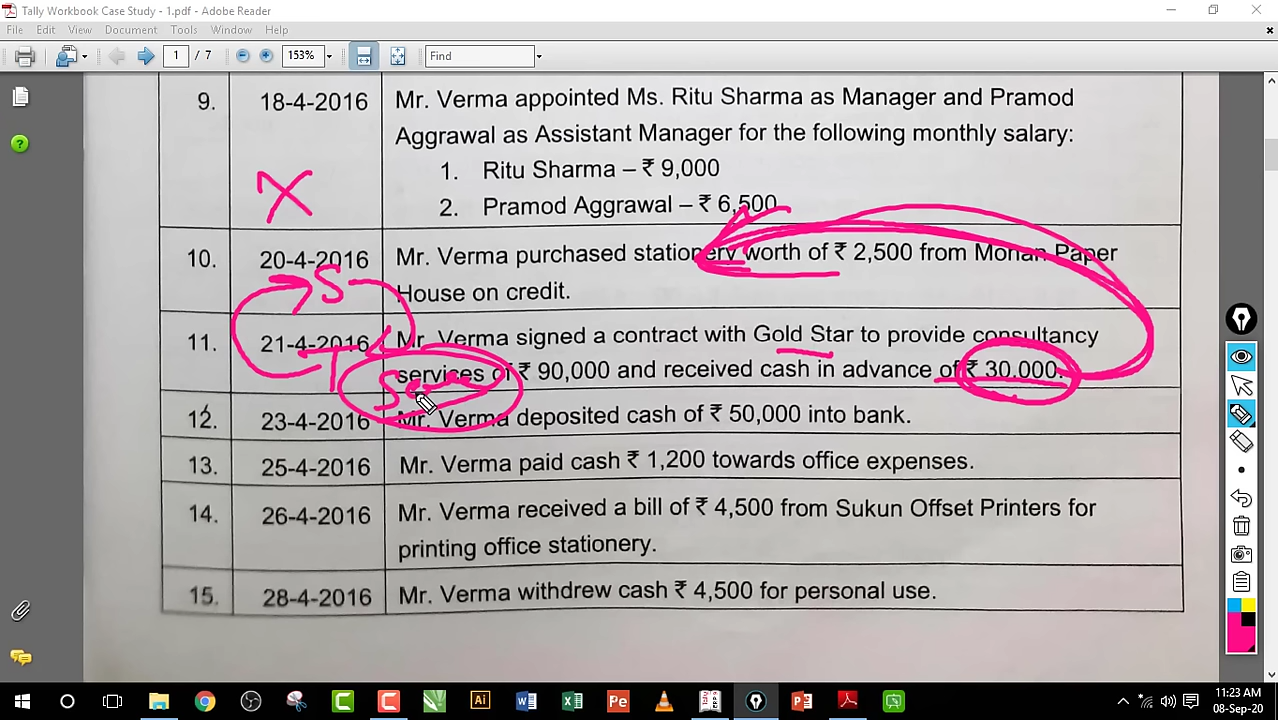 Tally Workbook Case Study - 1.pdf - Adobe Reader
File Edit View Document Tools Window Help
1 / 7 153% Find
9. 18-4-2016 Mr. Verma appointed Ms. Ritu Sharma as Manager and Pramod
Aggrawal as Assistant Manager for the following monthly salary:
1. Ritu Sharma – ₹ 9,000
2. Pramod Aggrawal – ₹ 6,500
10. 20-4-2016 Mr. Verma purchased stationery worth of ₹ 2,500 from Mohan Paper
House on credit.
S
11. 21-4-2016 Mr. Verma signed a contract with Gold Star to provide consultancy
services of ₹ 90,000 and received cash in advance of ₹ 30,000.
T
12. 23-4-2016 Mr. Verma deposited cash of ₹ 50,000 into bank.
13. 25-4-2016 Mr. Verma paid cash ₹ 1,200 towards office expenses.
14. 26-4-2016 Mr. Verma received a bill of ₹ 4,500 from Sukun Offset Printers for
printing office stationery.
15. 28-4-2016 Mr. Verma withdrew cash ₹ 4,500 for personal use.
Ai
Pe
11:23 AM
08-Sep-20